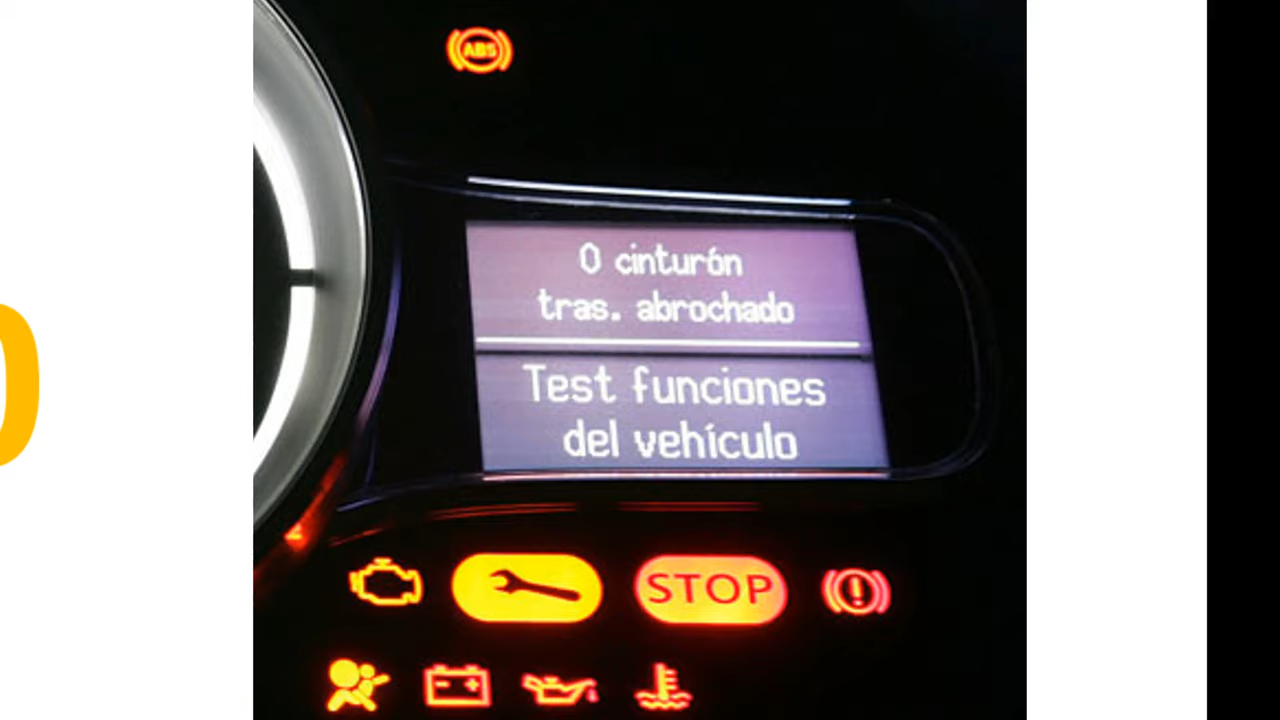 ABS
0 cinturón
tras. abrochado
Test funciones
del vehículo
STOP